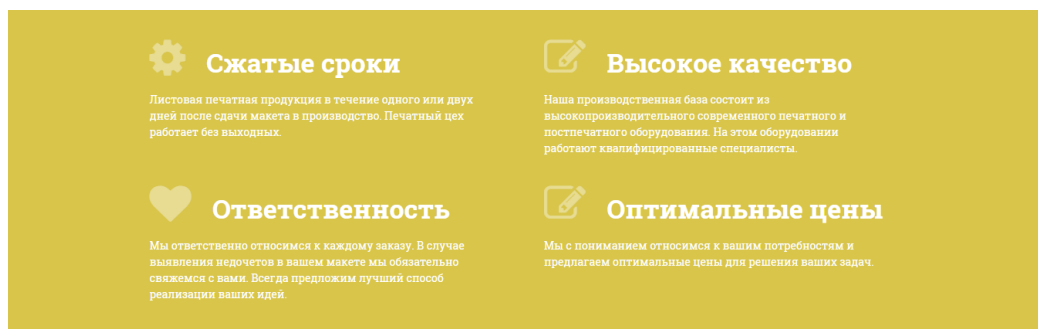 Сжатые сроки
Листовая печатная продукция в течение одного или двух
дней после сдачи макета в производство. Печатный цех
работает без выходных.
Высокое качество
Наша производственная база состоит из
высокопроизводительного современного печатного и
постпечатного оборудования. На этом оборудовании
работают квалифицированные специалисты.
Ответственность
Мы ответственно относимся к каждому заказу. В случае
выявления недочетов в вашем макете мы обязательно
свяжемся с вами. Всегда предложим лучший способ
реализации ваших идей.
Оптимальные цены
Мы с пониманием относимся к вашим потребностям и
предлагаем оптимальные цены для решения ваших задач.